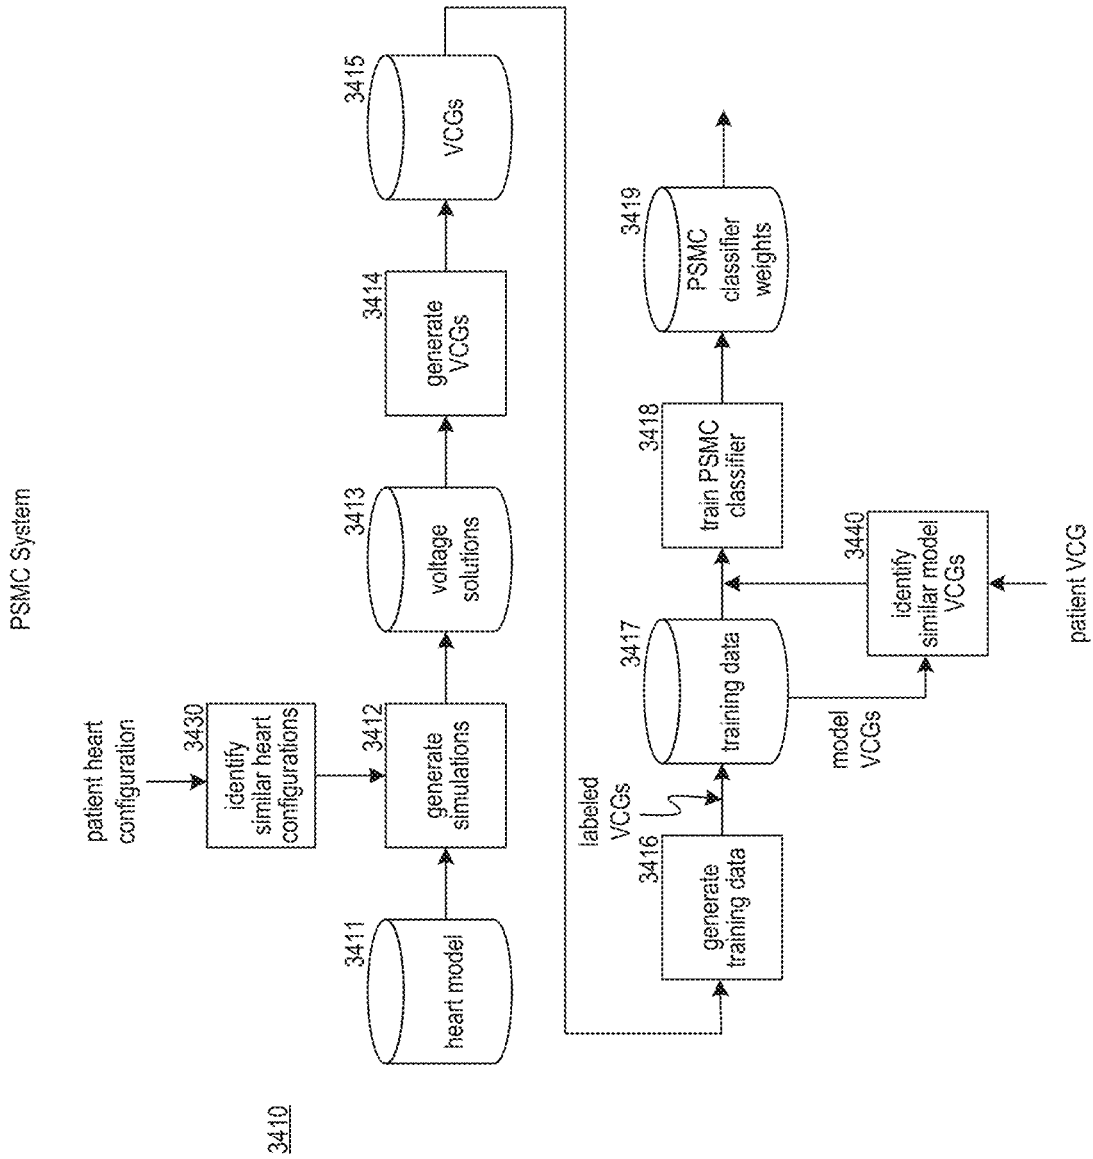 PSMC System
3410
patient heart
configuration
3430
identify
similar heart
configurations
3411
heart model
3412
generate
simulations
3413
voltage
solutions
3414
generate
VCGs
3415
VCGs
3416
generate
training data
labeled
VCGs
3417
training data
model
VCGs
3440
identify
similar model
VCGs
patient VCG
3418
train PSMC
classifier
3419
PSMC
classifier
weights